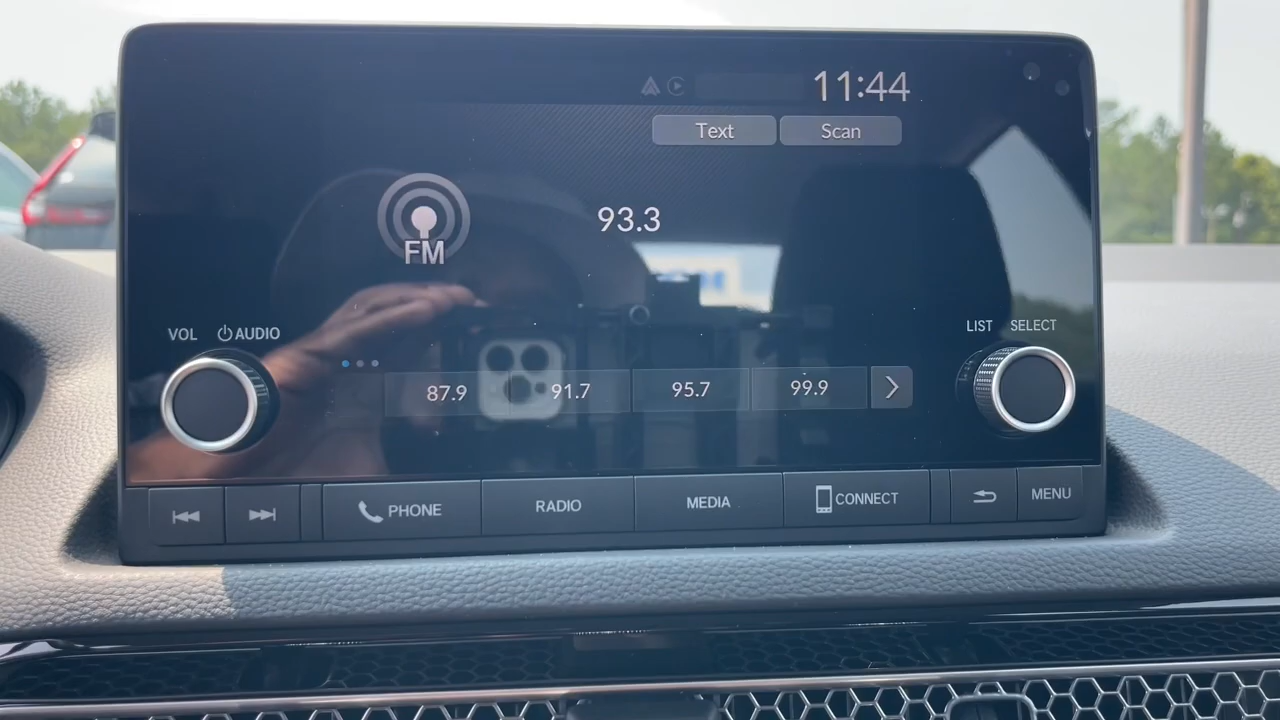 11:44
Text Scan
93.3
FM
VOL AUDIO
LIST SELECT
87.9 91.7 95.7 99.9
PHONE RADIO MEDIA CONNECT MENU